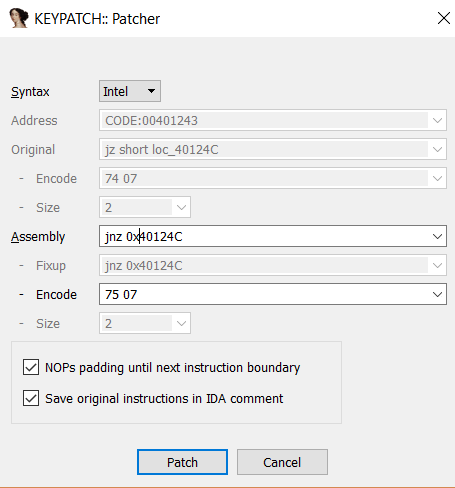 KEYPATCH:: Patcher
Syntax Intel
Address CODE:00401243
Original jz short loc_40124C
- Encode 74 07
- Size 2
Assembly jnz 0x40124C
- Fixup jnz 0x40124C
- Encode 75 07
- Size 2
NOPs padding until next instruction boundary
Save original instructions in IDA comment
Patch Cancel